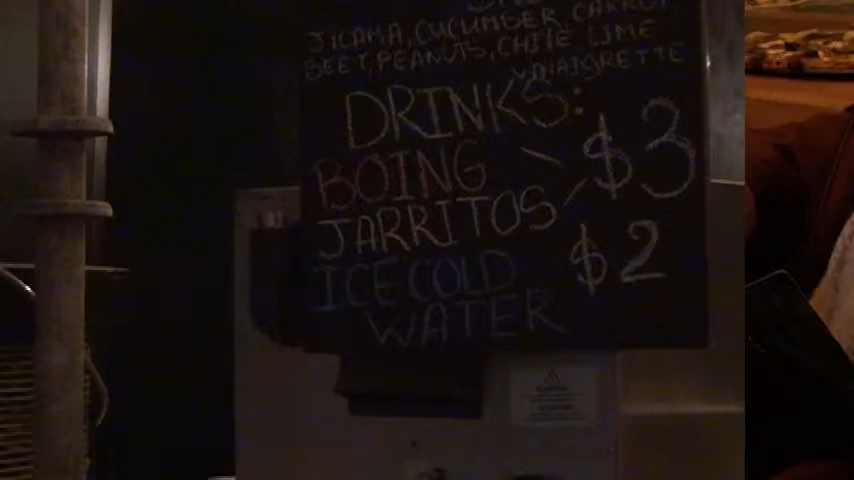 JICAMA, CUCUMBER, CARROT
BEET, PEANUTS, CHILE, LIME
VINAIGRETTE
DRINKS:
BOING $3
JARRITOS
ICE COLD $2
WATER